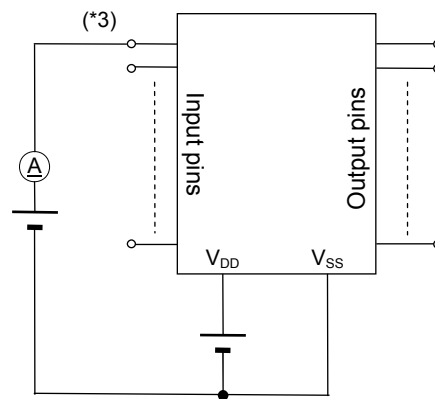 (*3)
Input pins
Output pins
A
VDD
VSS